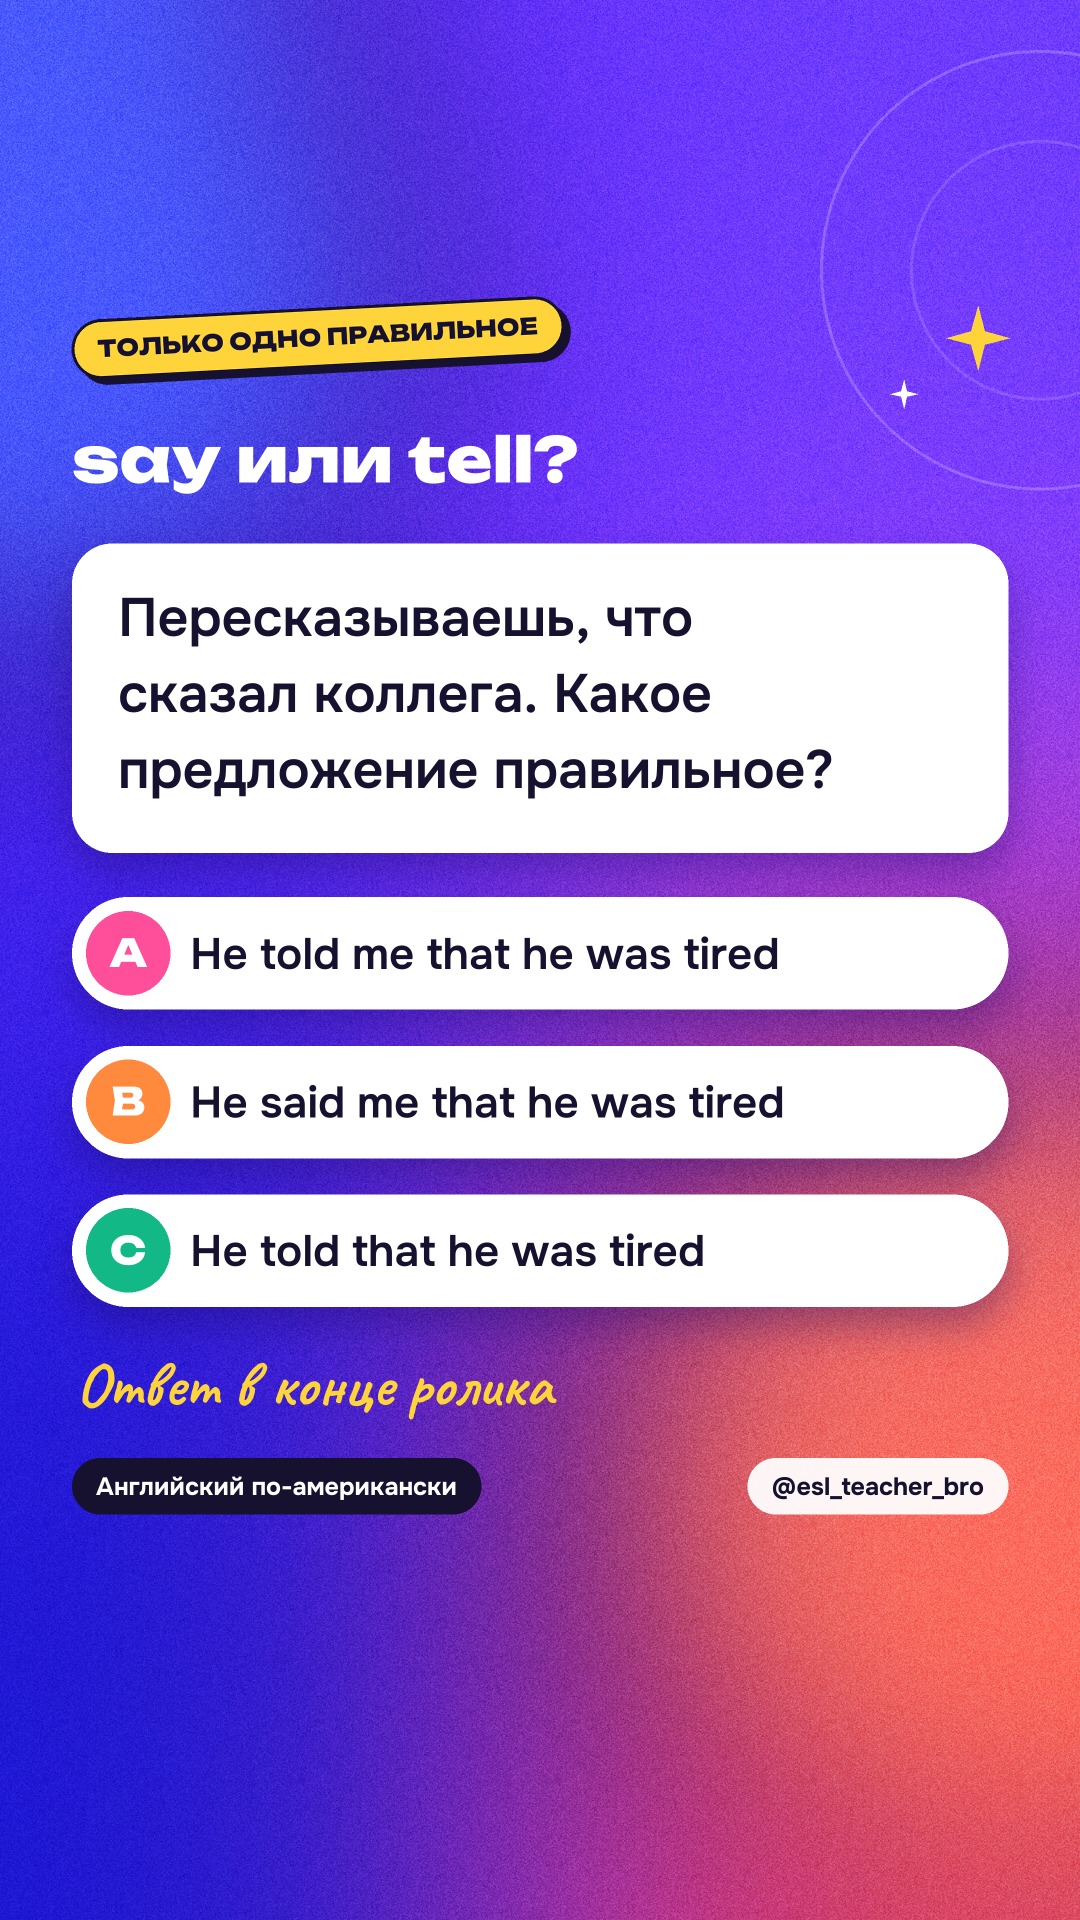 ТОЛЬКО ОДНО ПРАВИЛЬНОЕ
say или tell?
Пересказываешь, что
сказал коллега. Какое
предложение правильное?
A He told me that he was tired
B He said me that he was tired
C He told that he was tired
Ответ в конце ролика
Английский по-американски
@esl_teacher_bro